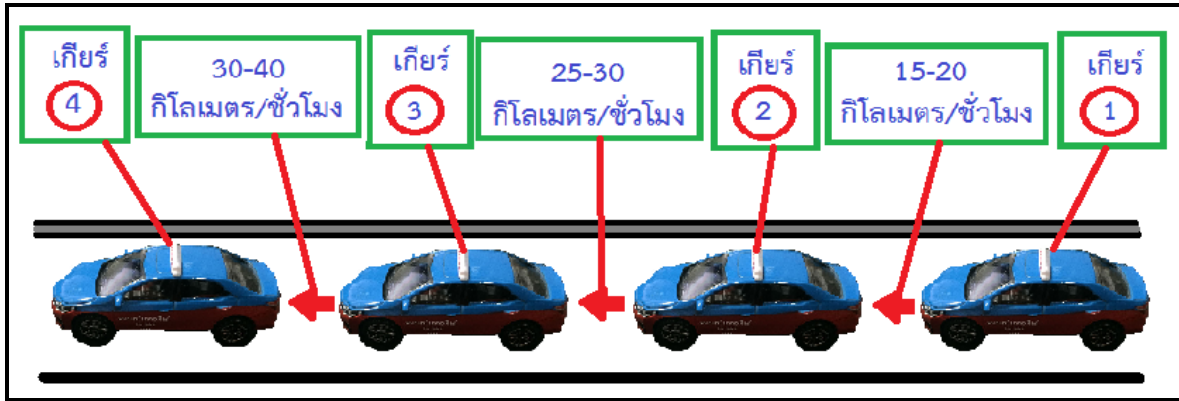 เกียร์
4
30-40
กิโลเมตร/ชั่วโมง
เกียร์
3
25-30
กิโลเมตร/ชั่วโมง
เกียร์
2
15-20
กิโลเมตร/ชั่วโมง
เกียร์
1